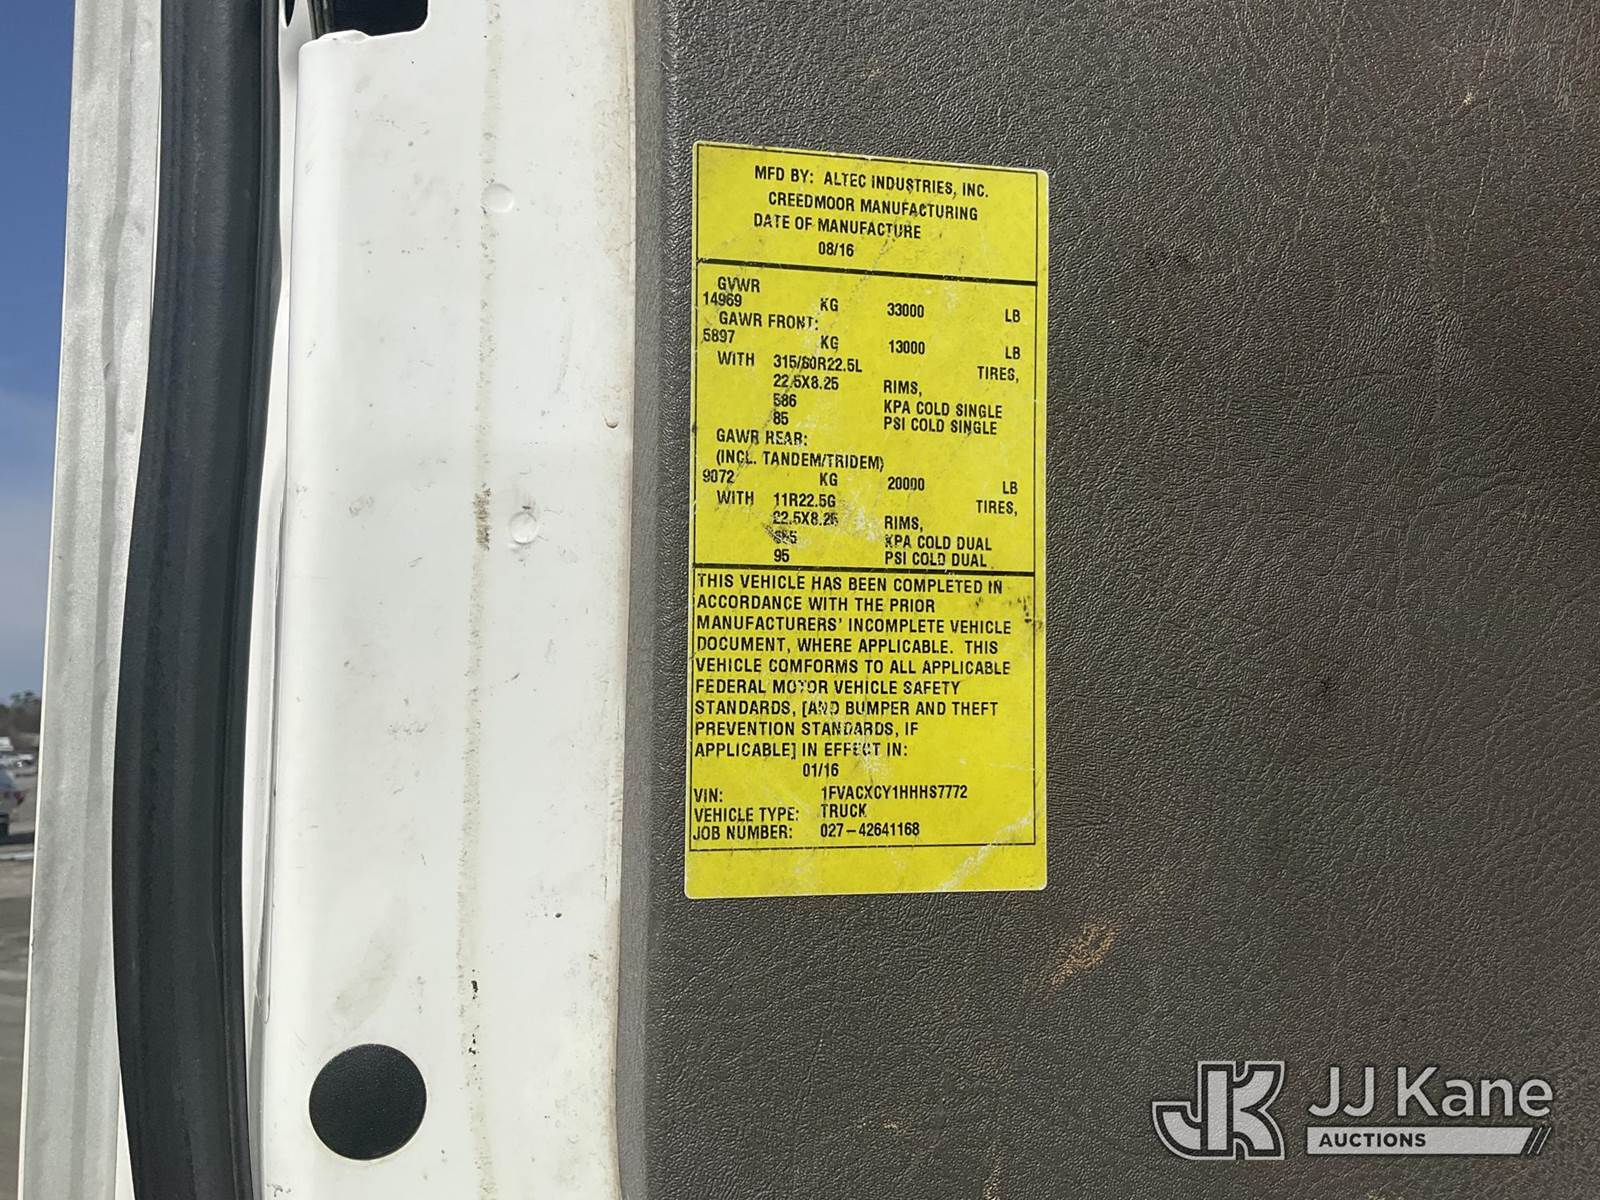 MFD BY: ALTEC INDUSTRIES, INC.
CREEDMOOR MANUFACTURING
DATE OF MANUFACTURE
08/16
GVWR
14969 KG 33000 LB
GAWR FRONT:
5897 KG 13000 LB
WITH 315/80R22.5L TIRES,
22.5X8.25 RIMS,
586 KPA COLD SINGLE
85 PSI COLD SINGLE
GAWR REAR:
(INCL. TANDEM/TRIDEM)
9072 KG 20000 LB
WITH 11R22.5G TIRES,
22.5X8.25 RIMS,
KPA COLD DUAL
95 PSI COLD DUAL
THIS VEHICLE HAS BEEN COMPLETED IN
ACCORDANCE WITH THE PRIOR
MANUFACTURERS' INCOMPLETE VEHICLE
DOCUMENT, WHERE APPLICABLE. THIS
VEHICLE COMFORMS TO ALL APPLICABLE
FEDERAL MOTOR VEHICLE SAFETY
STANDARDS, [AND BUMPER AND THEFT
PREVENTION STANDARDS, IF
APPLICABLE] IN EFFECT IN:
01/16
VIN: 1FVACXCY1HHHS7772
VEHICLE TYPE: TRUCK
JOB NUMBER: 027-42641168
JK JJ Kane
AUCTIONS